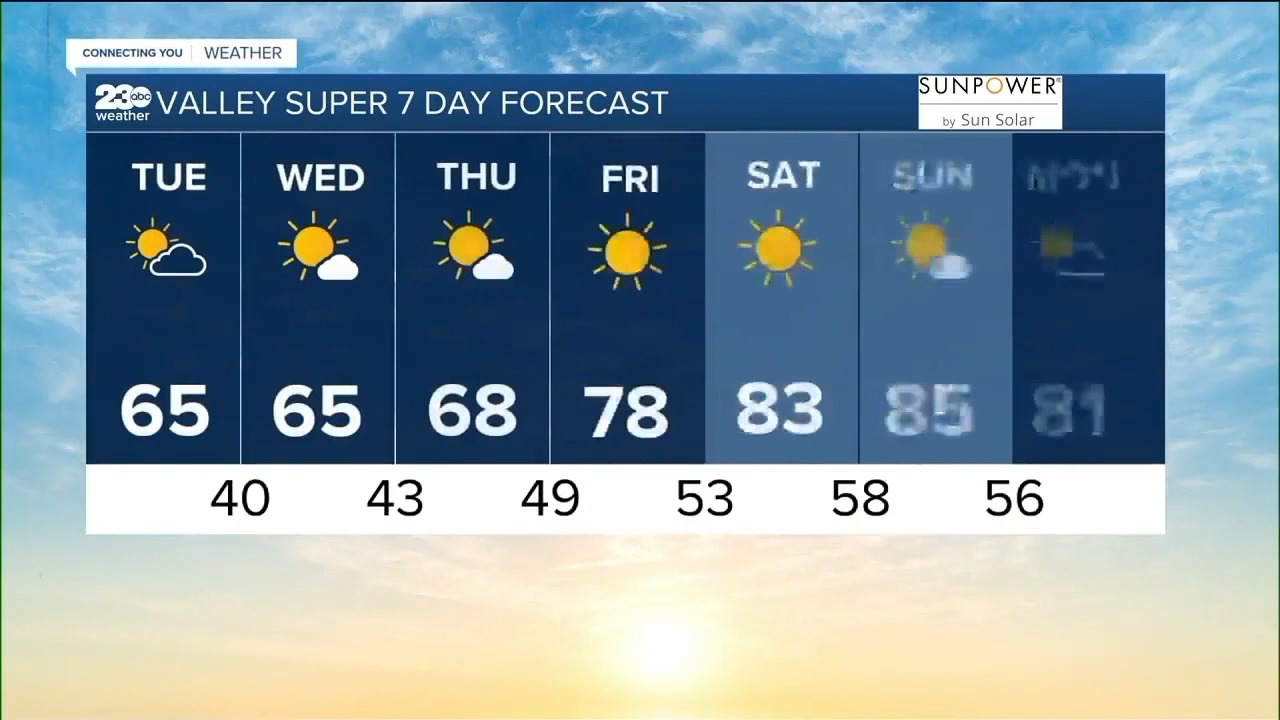 CONNECTING YOU WEATHER
23 abc
weather
VALLEY SUPER 7 DAY FORECAST
SUNPOWER®
by Sun Solar
TUE WED THU FRI SAT SUN
65 65 68 78 83 85 81
40 43 49 53 58 56